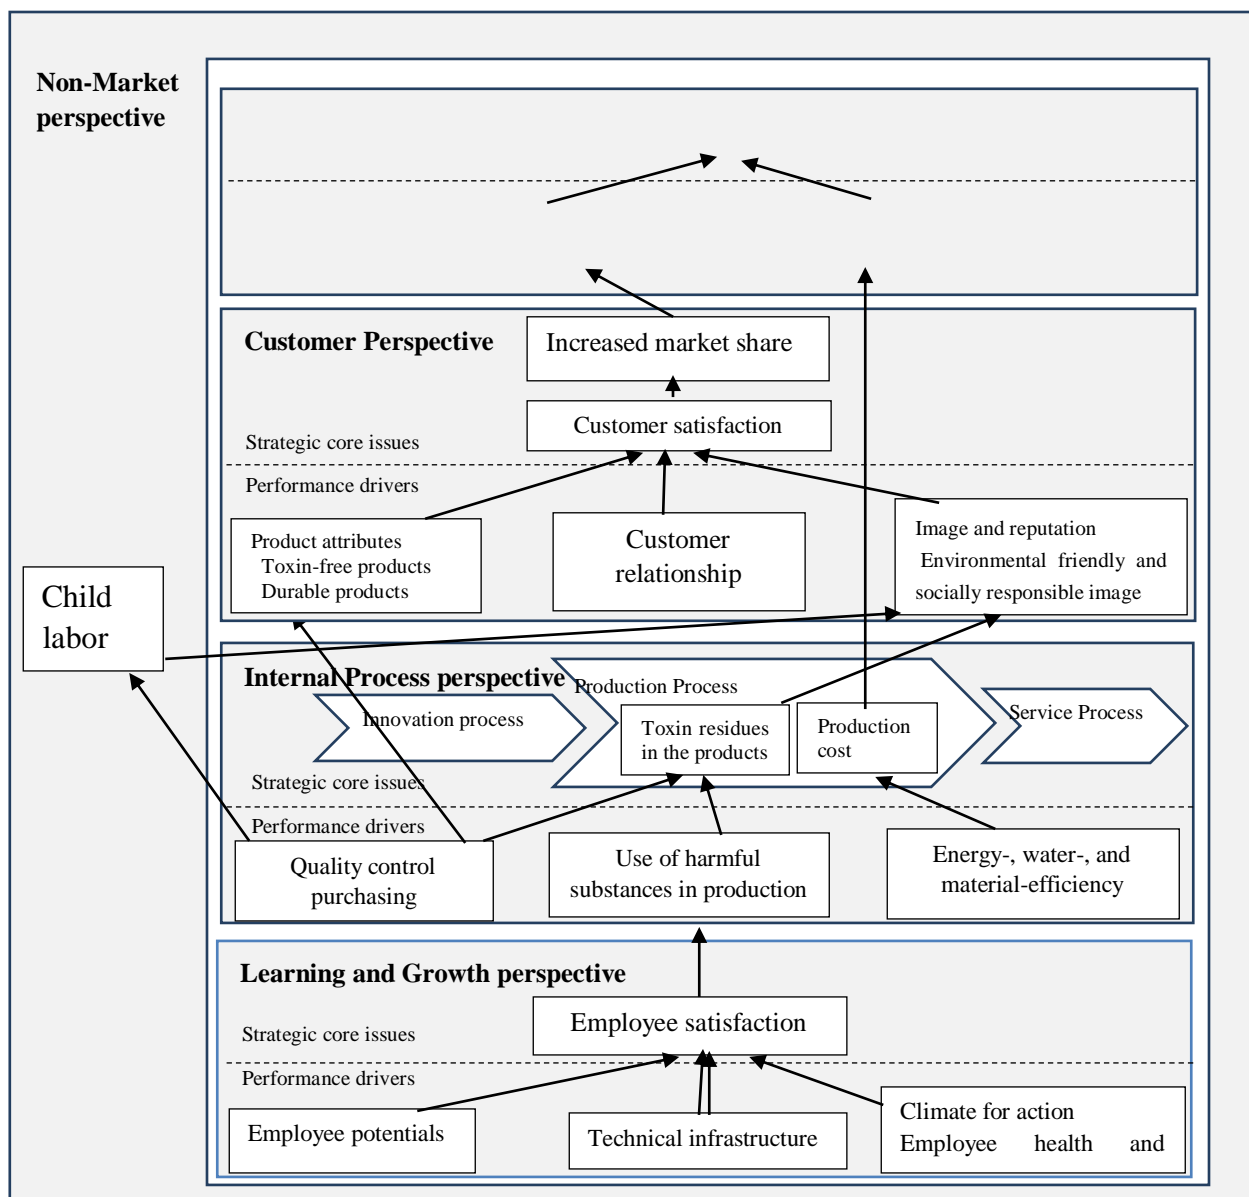 Non-Market
perspective
Customer Perspective
Increased market share
Customer satisfaction
Strategic core issues
Performance drivers
Product attributes
Toxin-free products
Durable products
Customer
relationship
Image and reputation
Environmental friendly and
socially responsible image
Child
labor
Internal Process perspective
Innovation process
Production Process
Toxin residues
in the products
Production
cost
Service Process
Strategic core issues
Performance drivers
Quality control
purchasing
Use of harmful
substances in production
Energy-, water-, and
material-efficiency
Learning and Growth perspective
Employee satisfaction
Strategic core issues
Performance drivers
Employee potentials
Technical infrastructure
Climate for action
Employee health and